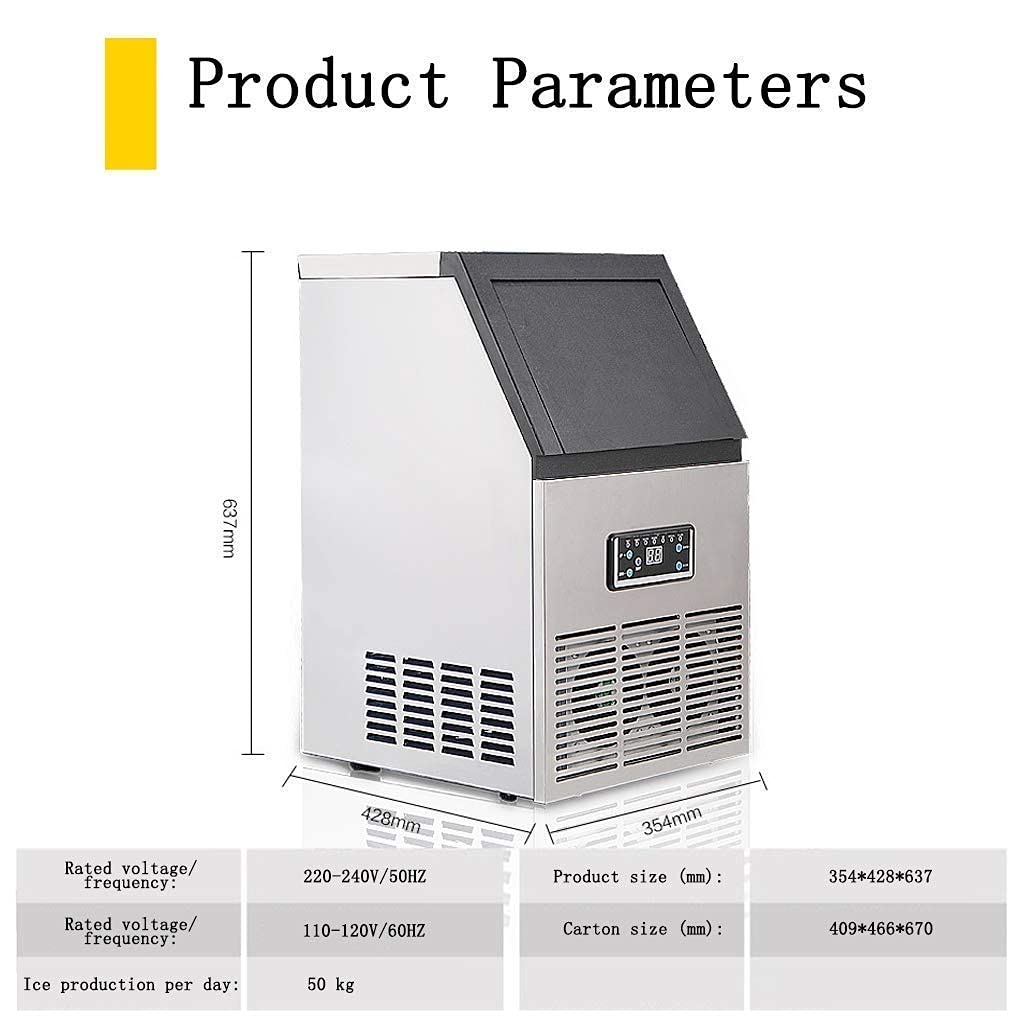 Product Parameters
637mm
428mm
354mm
Rated voltage/
frequency:
220-240V/50HZ
Product size (mm):
354*428*637
Rated voltage/
frequency:
110-120V/60HZ
Carton size (mm):
409*466*670
Ice production per day:
50 kg